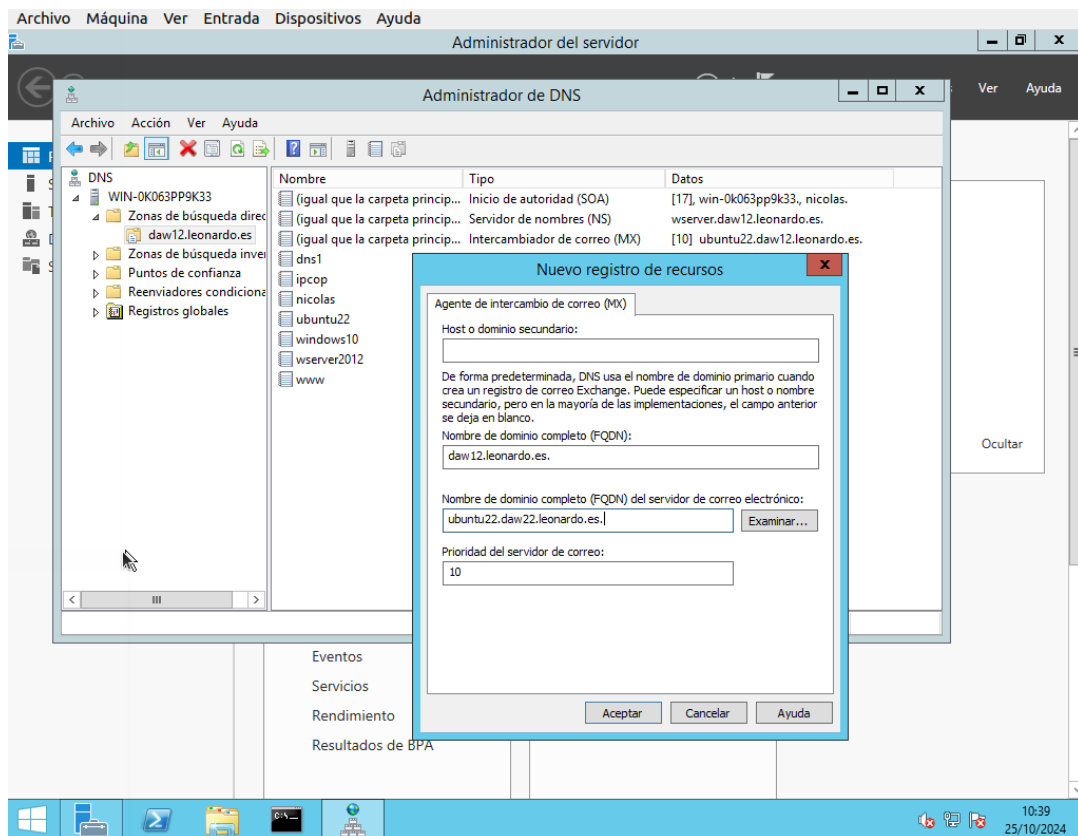 Archivo Máquina Ver Entrada Dispositivos Ayuda
Administrador del servidor
Ver Ayuda
Administrador de DNS
Archivo Acción Ver Ayuda
DNS
WIN-0K063PP9K33
Zonas de búsqueda direc
daw12.leonardo.es
Zonas de búsqueda inver
Puntos de confianza
Reenviadores condiciona
Registros globales
Nombre Tipo Datos
(igual que la carpeta princip... Inicio de autoridad (SOA) [17], win-0k063pp9k33., nicolas.
(igual que la carpeta princip... Servidor de nombres (NS) wserver.daw12.leonardo.es.
(igual que la carpeta princip... Intercambiador de correo (MX) [10] ubuntu22.daw12.leonardo.es.
dns1
ipcop
nicolas
ubuntu22
windows10
wserver2012
www
Nuevo registro de recursos
Agente de intercambio de correo (MX)
Host o dominio secundario:
De forma predeterminada, DNS usa el nombre de dominio primario cuando
crea un registro de correo Exchange. Puede especificar un host o nombre
secundario, pero en la mayoría de las implementaciones, el campo anterior
se deja en blanco.
Nombre de dominio completo (FQDN):
daw12.leonardo.es.
Nombre de dominio completo (FQDN) del servidor de correo electrónico:
ubuntu22.daw22.leonardo.es.
Examinar...
Prioridad del servidor de correo:
10
Aceptar Cancelar Ayuda
Ocultar
Eventos
Servicios
Rendimiento
Resultados de BPA
10:39
25/10/2024